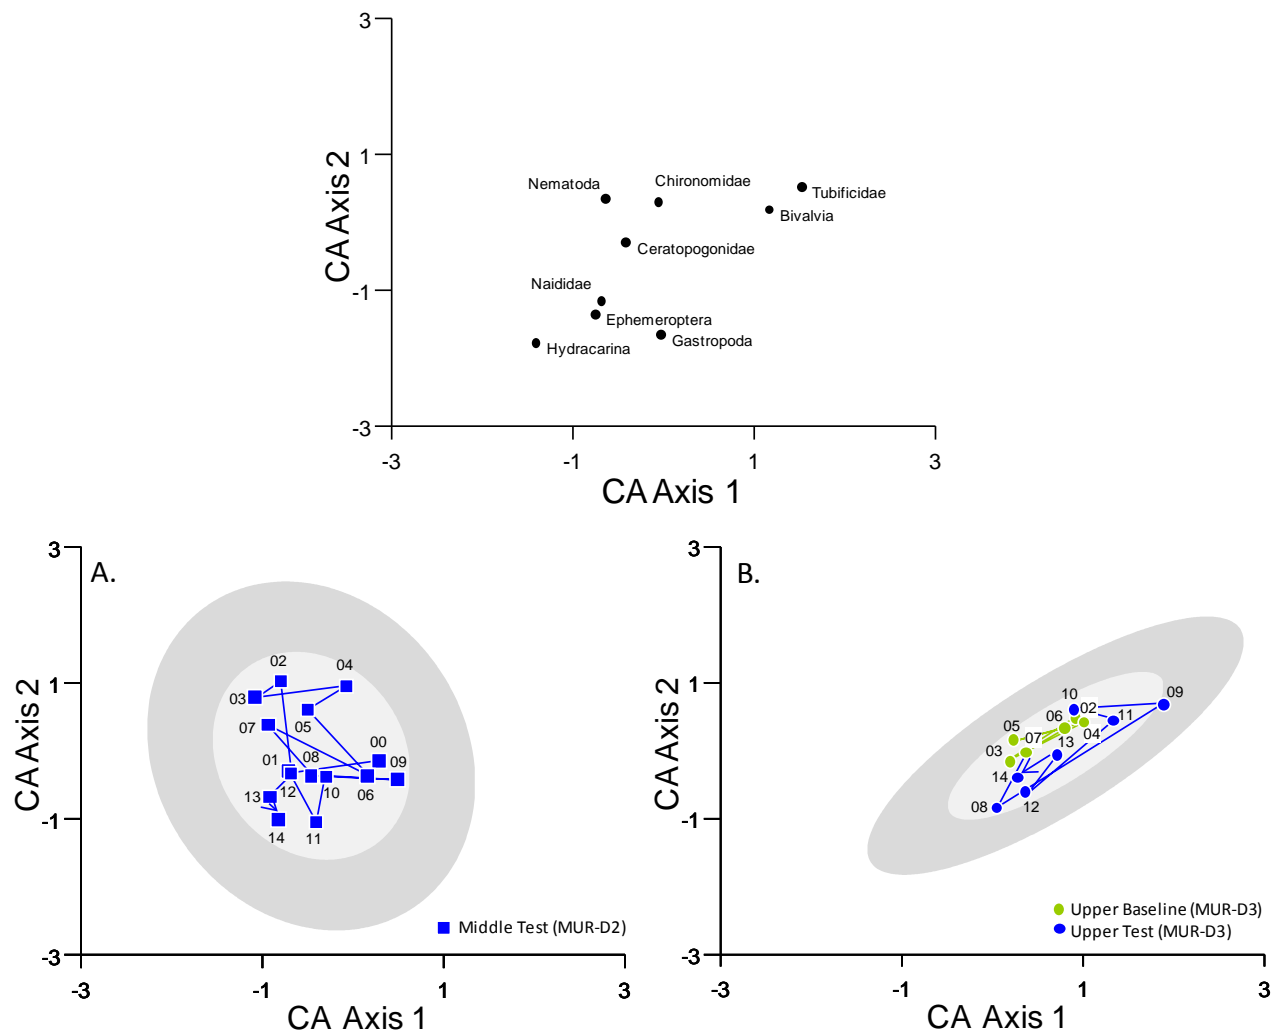 3
1
-1
-3
CA Axis 2
Nematoda
Chironomidae
Tubificidae
Bivalvia
Ceratopogonidae
Naididae
Ephemeroptera
Gastropoda
Hydracarina
-3 -1 1 3
CA Axis 1
A.
3
1
-1
-3
CA Axis 2
02
04
03
05
07
00
01
08
09
12
10
06
13
14
11
Middle Test (MUR-D2)
-3 -1 1 3
CA Axis 1
B.
3
1
-1
-3
CA Axis 2
10
09
02
06
11
05
04
07
13
03
14
08
12
Upper Baseline (MUR-D3)
Upper Test (MUR-D3)
-3 -1 1 3
CA Axis 1